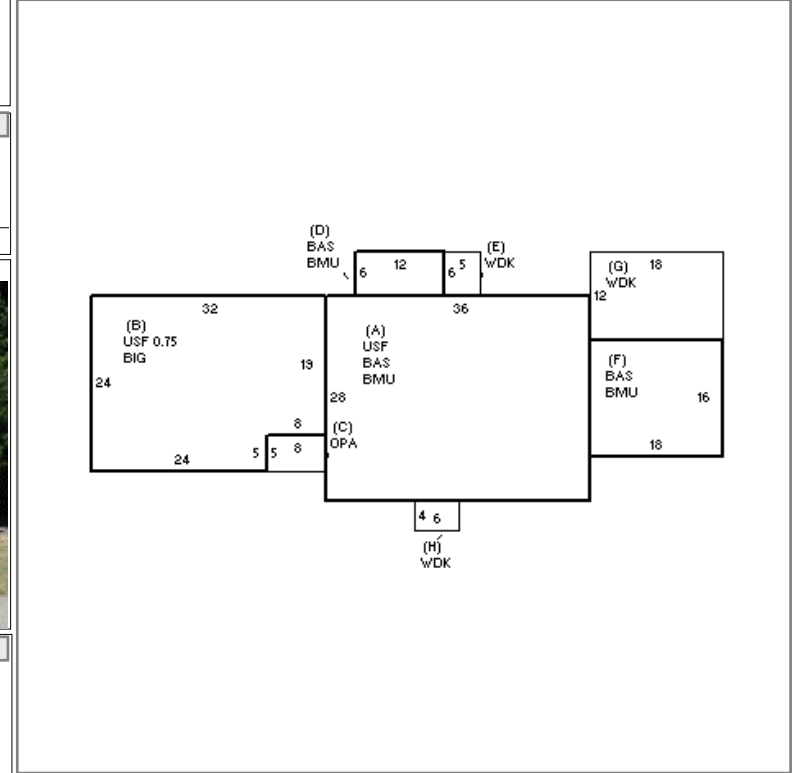 (D)
BAS
BMU
6
12
6
5
(E)
WDK
(G)
WDK
18
12
32
36
(B)
USF 0.75
BIG
24
19
(A)
USF
BAS
BMU
28
(F)
BAS
BMU
16
18
8
(C)
OPA
5
5
8
24
4
6
(H)
WDK